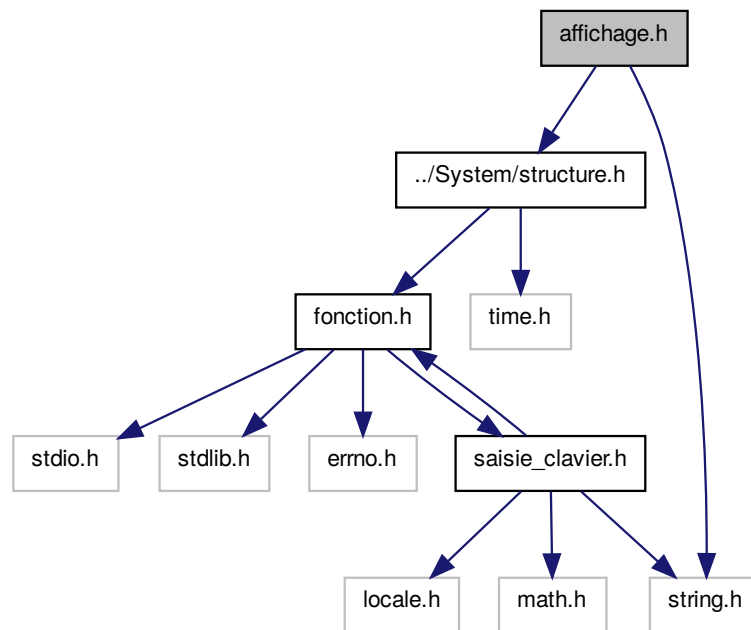 affichage.h
../System/structure.h
fonction.h
time.h
stdio.h
stdlib.h
errno.h
saisie_clavier.h
locale.h
math.h
string.h